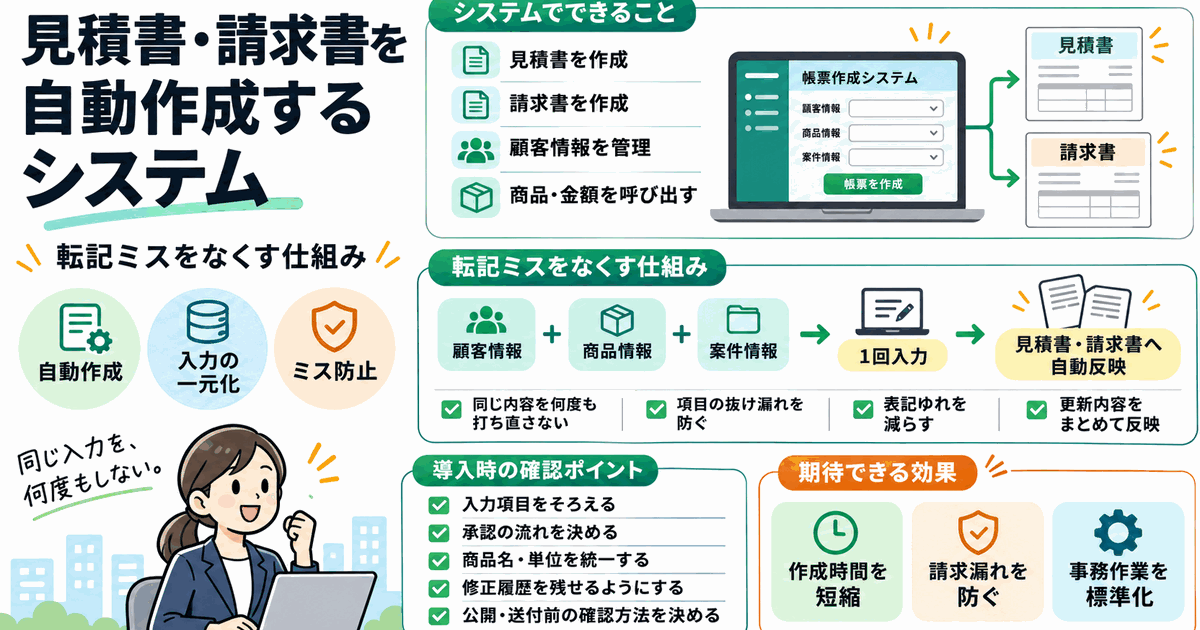 見積書・請求書を
自動作成する
システム
転記ミスをなくす仕組み
自動作成
入力の
一元化
ミス防止
同じ入力を、
何度もしない。
システムでできること
見積書を作成
請求書を作成
顧客情報を管理
商品・金額を呼び出す
帳票作成システム
顧客情報
商品情報
案件情報
帳票を作成
見積書
請求書
転記ミスをなくす仕組み
顧客情報
+
商品情報
+
案件情報
1回入力
見積書・請求書へ
自動反映
同じ内容を何度も
打ち直さない
項目の抜け漏れを
防ぐ
表記ゆれを
減らす
更新内容を
まとめて反映
導入時の確認ポイント
入力項目をそろえる
承認の流れを決める
商品名・単位を統一する
修正履歴を残せるようにする
公開・送付前の確認方法を決める
期待できる効果
作成時間を
短縮
請求漏れを
防ぐ
事務作業を
標準化